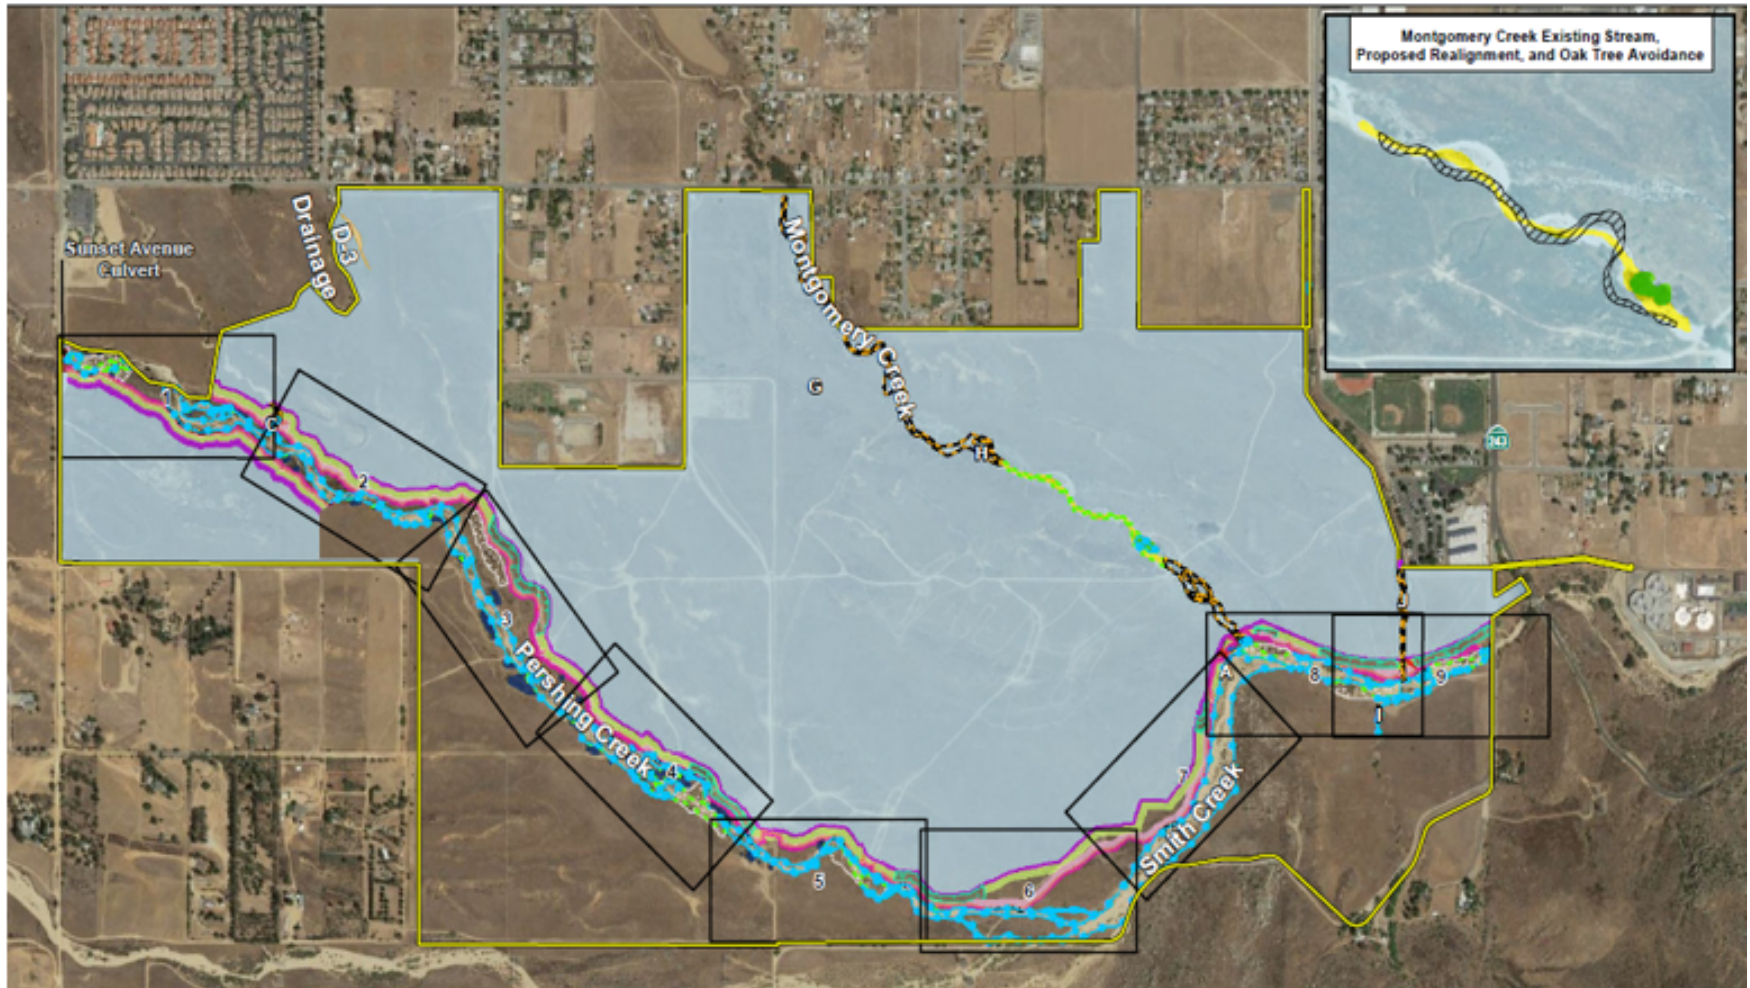 Montgomery Creek Existing Stream,
Proposed Realignment, and Oak Tree Avoidance
Drainage
D-3
Sunset Avenue
Culvert
Montgomery Creek
G
H
243
1
C
2
3
Pershing Creek
4
5
6
7
Smith Creek
A
8
9
J
I